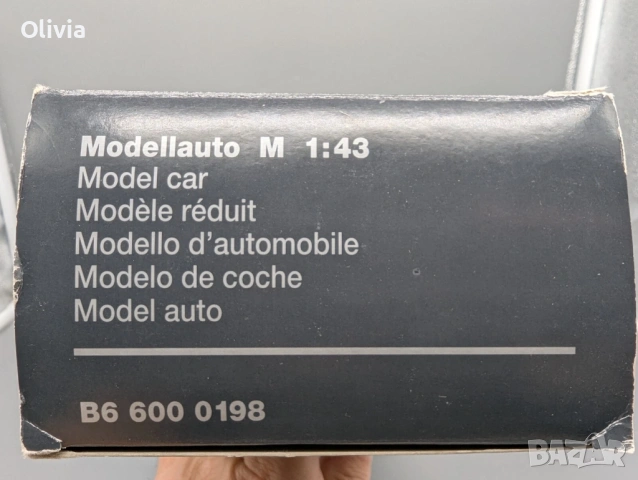 Olivia
Modellauto M 1:43
Model car
Modèle réduit
Modello d'automobile
Modelo de coche
Model auto
B6 600 0198
BAZAR